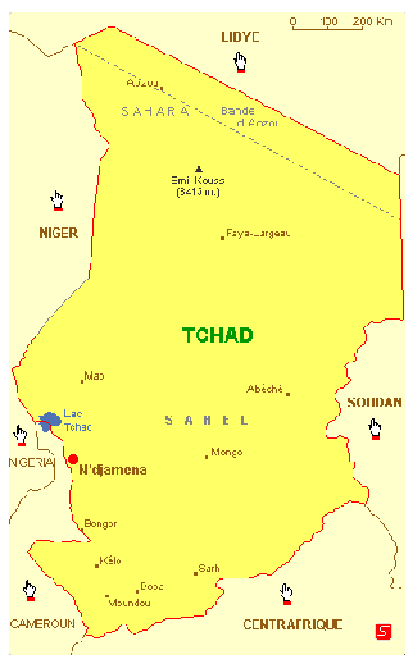 0 100 200 Km
LIBYE
Aozou
SAHARA
Bande
d'Aozou
Emi Koussi
(3415 m.)
NIGER
Faya-Largeau
TCHAD
Mao
Abéché
SOUDAN
Lac
Tchad
SAHEL
Mongo
NIGERIA
N'djamena
Bongor
Kélo
Sarh
Doba
Moundou
CAMEROUN
CENTRAFRIQUE
S